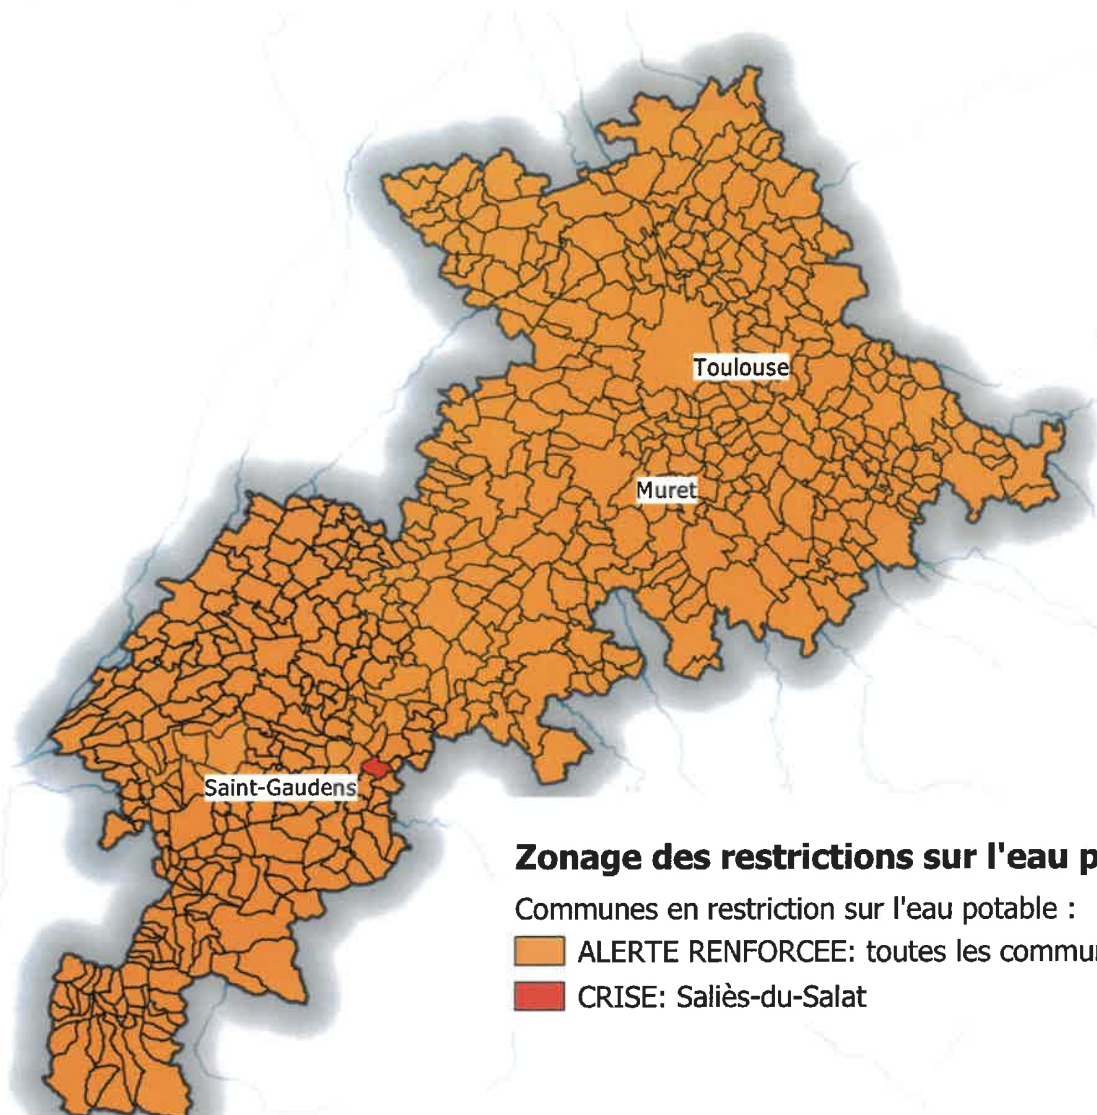 Toulouse
Muret
Saint-Gaudens
Zonage des restrictions sur l'eau p
Communes en restriction sur l'eau potable :
ALERTE RENFORCEE: toutes les commu
CRISE: Saliès-du-Salat